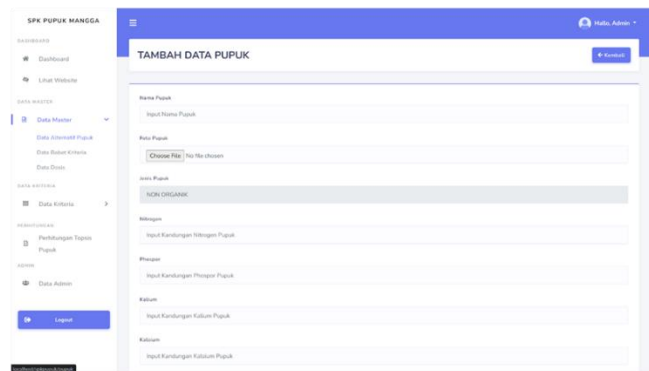 SPK PUPUK MANGGA
Hallo, Admin
DASHBOARD
Dashboard
Lihat Website
DATA MASTER
Data Master
Data Alternatif Pupuk
Data Bobot Kriteria
Data Dosis
DATA KRITERIA
Data Kriteria
PERHITUNGAN
Perhitungan Topsis
Pupuk
ADMIN
Data Admin
Logout
TAMBAH DATA PUPUK
Kembali
Nama Pupuk
Input Nama Pupuk
Foto Pupuk
Choose File No file chosen
Jenis Pupuk
NON ORGANIK
Nitrogen
Input Kandungan Nitrogen Pupuk
Phospor
Input Kandungan Phospor Pupuk
Kalium
Input Kandungan Kalium Pupuk
Kalsium
Input Kandungan Kalsium Pupuk